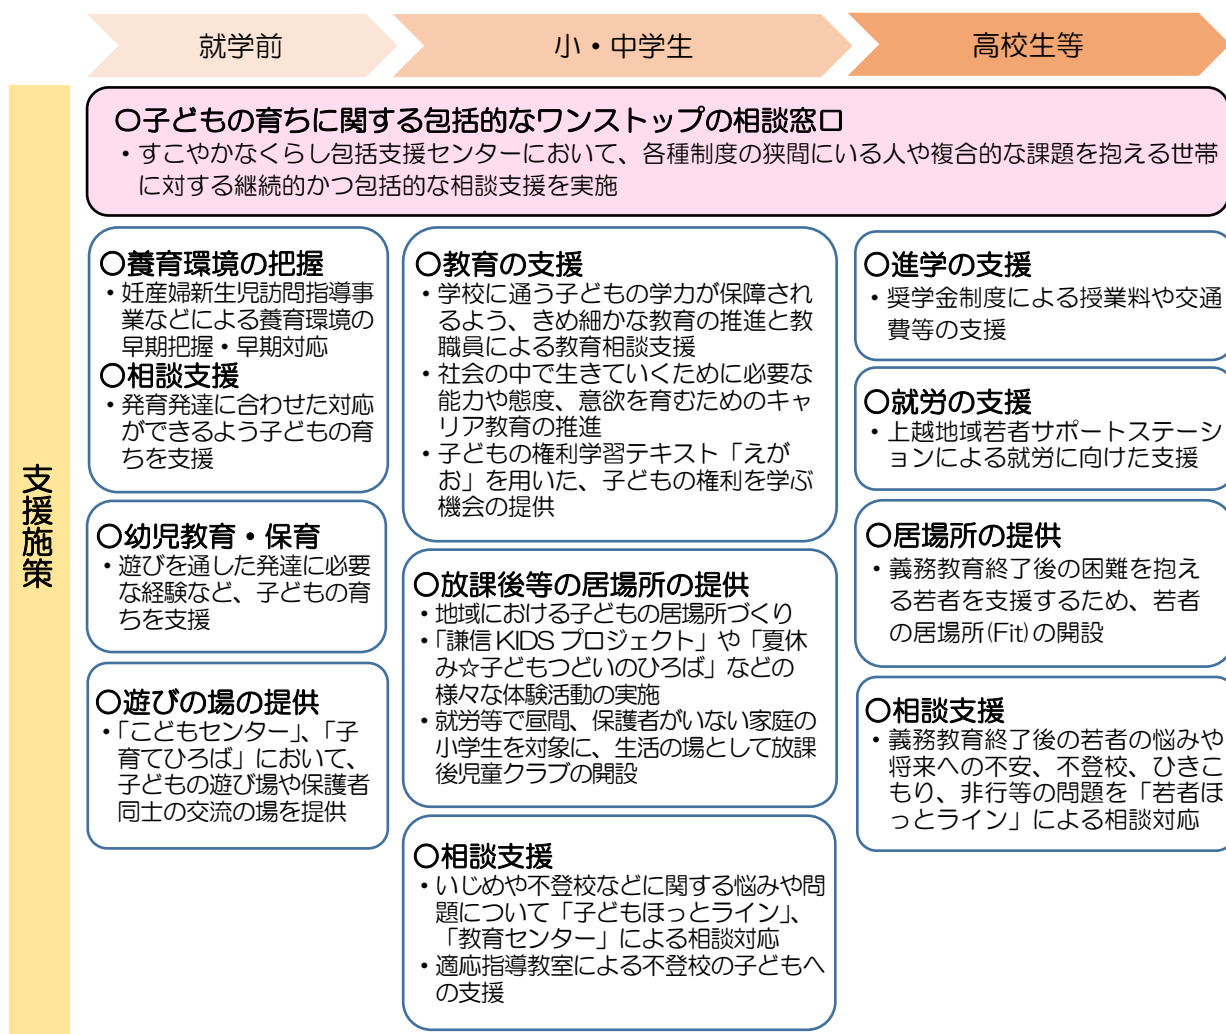 就学前
小・中学生
高校生等
支援施策
〇子どもの育ちに関する包括的なワンストップの相談窓口
・すこやかなくらし包括支援センターにおいて、各種制度の狭間にいる人や複合的な課題を抱える世帯
に対する継続的かつ包括的な相談支援を実施
〇養育環境の把握
・妊産婦新生児訪問指導事
業などによる養育環境の
早期把握・早期対応
〇相談支援
・発育発達に合わせた対応
ができるよう子どもの育
ちを支援
〇幼児教育・保育
・遊びを通した発達に必要
な経験など、子どもの育
ちを支援
〇遊びの場の提供
・「こどもセンター」、「子
育てひろば」において、
子どもの遊び場や保護者
同士の交流の場を提供
〇教育の支援
・学校に通う子どもの学力が保障され
るよう、きめ細かな教育の推進と教
職員による教育相談支援
・社会の中で生きていくために必要な
能力や態度、意欲を育むためのキャ
リア教育の推進
・子どもの権利学習テキスト「えが
お」を用いた、子どもの権利を学ぶ
機会の提供
〇放課後等の居場所の提供
・地域における子どもの居場所づくり
・「謙信 KIDS プロジェクト」や「夏休
み☆子どもつどいのひろば」などの
様々な体験活動の実施
・就労等で昼間、保護者がいない家庭の
小学生を対象に、生活の場として放課
後児童クラブの開設
〇相談支援
・いじめや不登校などに関する悩みや問
題について「子どもほっとライン」、
「教育センター」による相談対応
・適応指導教室による不登校の子どもへ
の支援
〇進学の支援
・奨学金制度による授業料や交通
費等の支援
〇就労の支援
・上越地域若者サポートステーシ
ョンによる就労に向けた支援
〇居場所の提供
・義務教育終了後の困難を抱え
る若者を支援するため、若者
の居場所(Fit)の開設
〇相談支援
・義務教育終了後の若者の悩みや
将来への不安、不登校、ひきこ
もり、非行等の問題を「若者ほ
っとライン」による相談対応